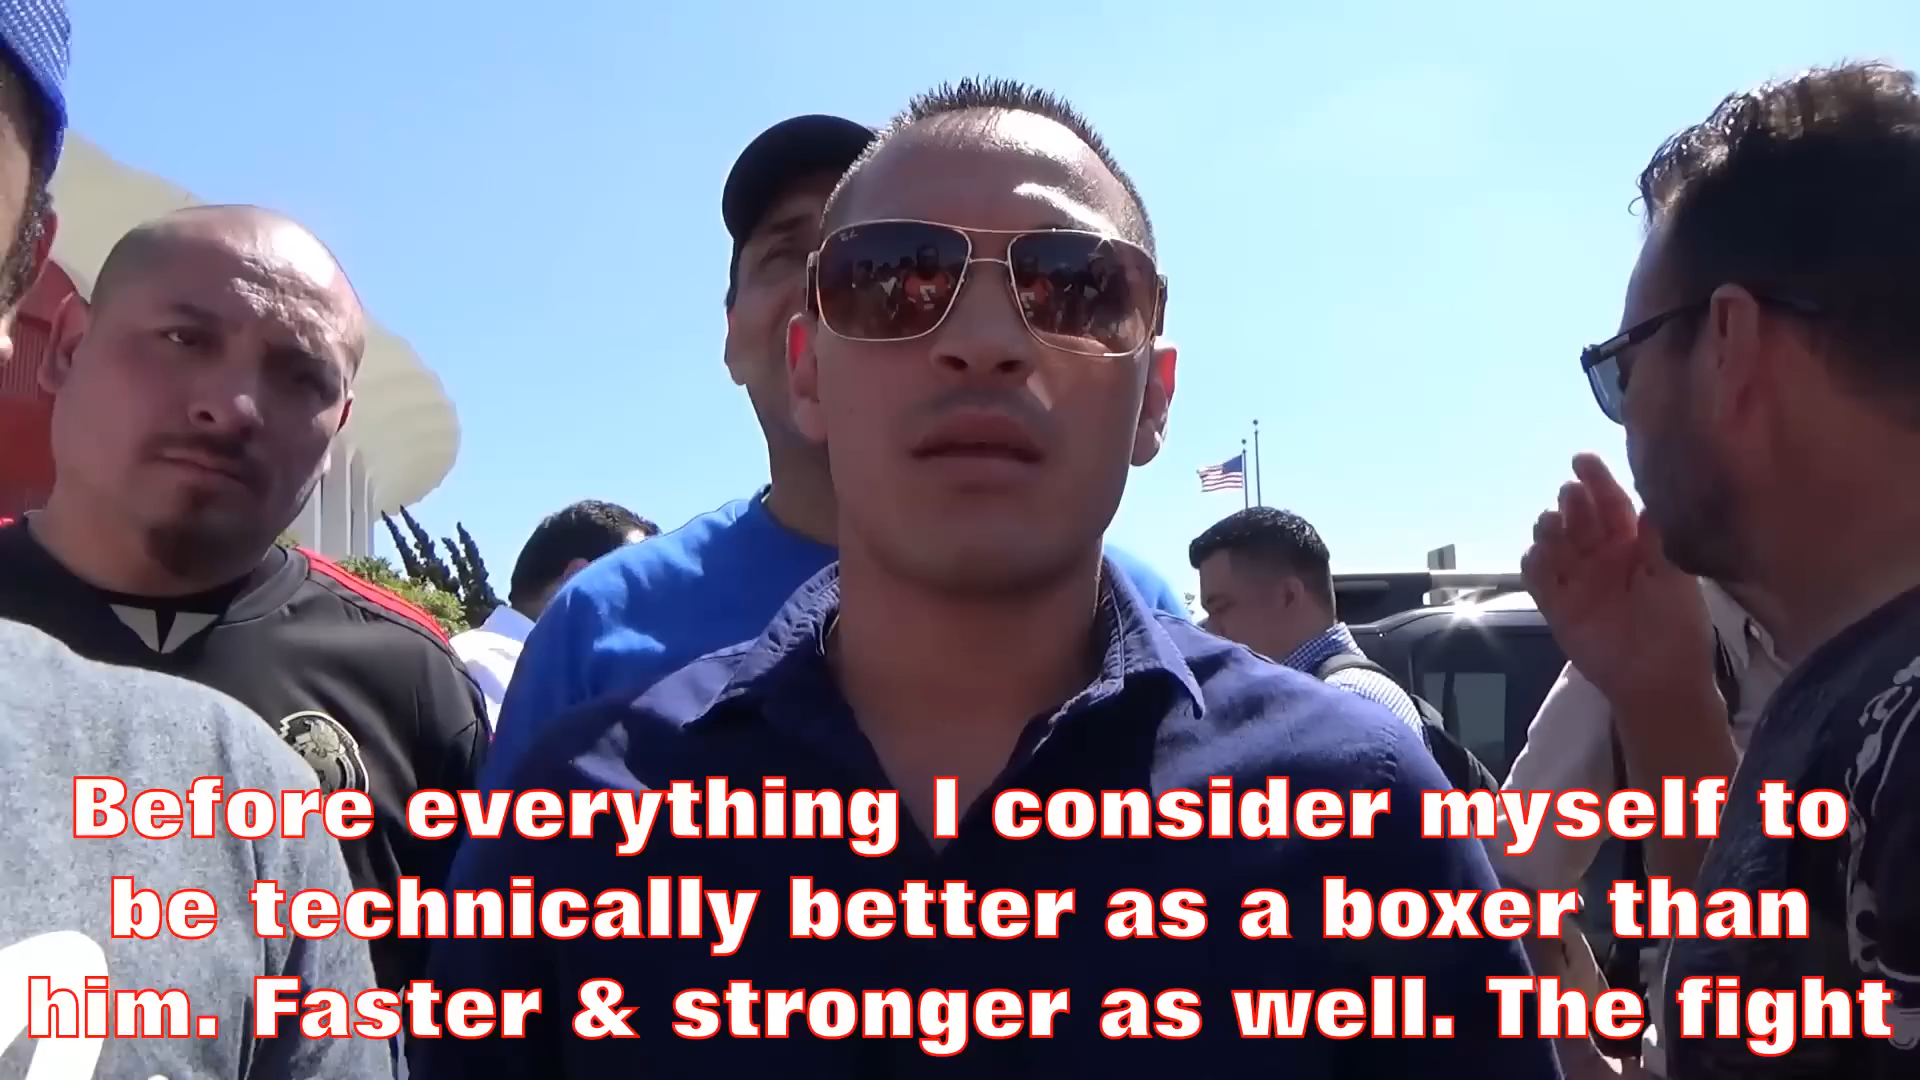 Before everything I consider myself to
be technically better as a boxer than
him. Faster & stronger as well. The fight